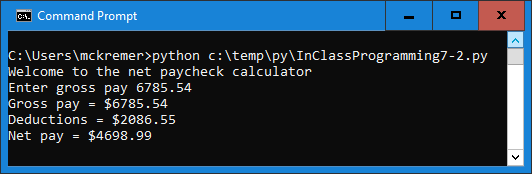 Command Prompt
C:\Users\mckremer>python c:\temp\py\InClassProgramming7-2.py
Welcome to the net paycheck calculator
Enter gross pay 6785.54
Gross pay = $6785.54
Deductions = $2086.55
Net pay = $4698.99